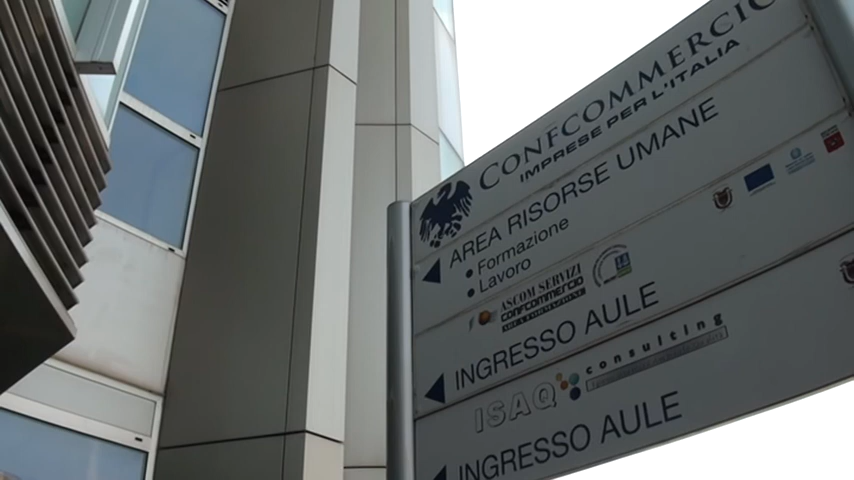 CONFCOMMERCIO
IMPRESE PER L'ITALIA
AREA RISORSE UMANE
• Formazione
• Lavoro
ASCOM SERVIZI
CONFCOMMERCIO
INGRESSO AULE
ISAQ consulting
INGRESSO AULE